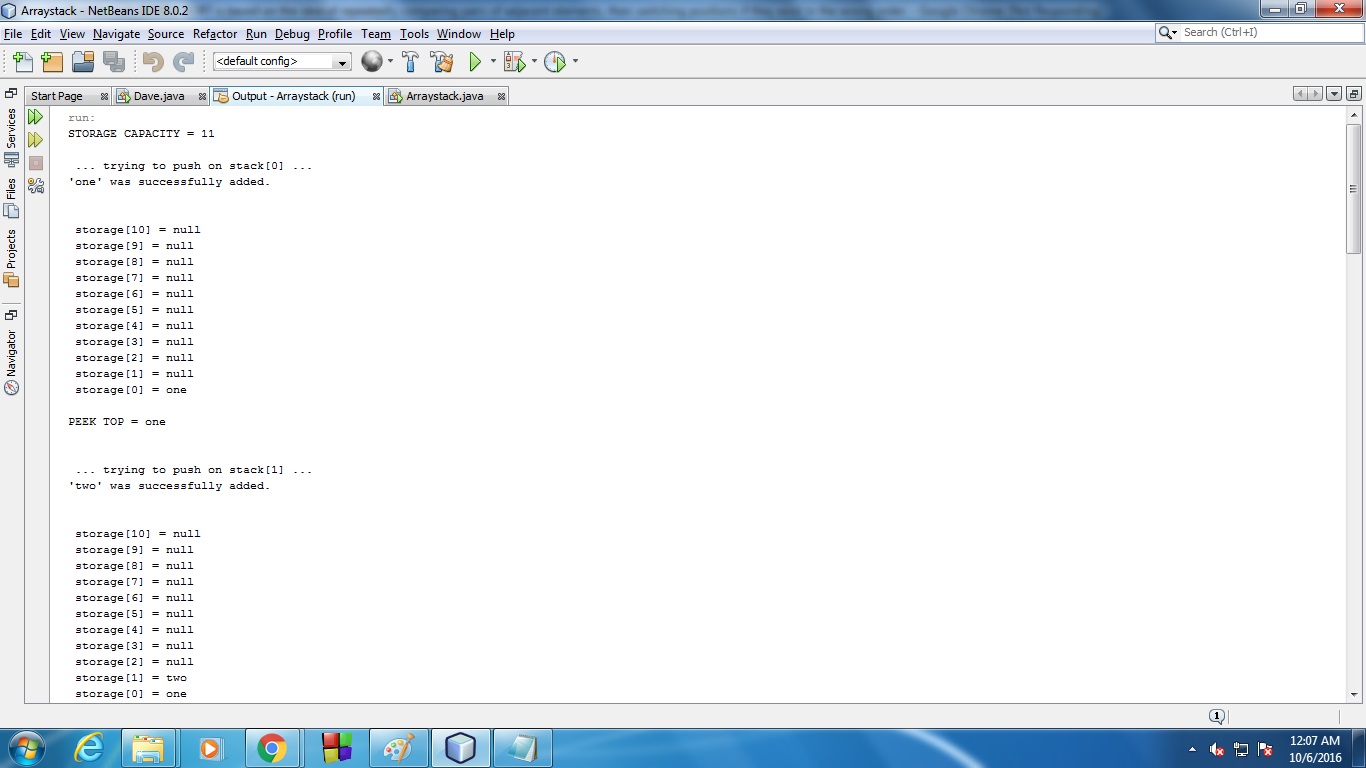 Arraystack - NetBeans IDE 8.0.2
File Edit View Navigate Source Refactor Run Debug Profile Team Tools Window Help
Search (Ctrl+I)
<default config>
Start Page Dave.java Output - Arraystack (run) Arraystack.java
Services
Files
Projects
Navigator
run:
STORAGE CAPACITY = 11
... trying to push on stack[0] ...
'one' was successfully added.
storage[10] = null
storage[9] = null
storage[8] = null
storage[7] = null
storage[6] = null
storage[5] = null
storage[4] = null
storage[3] = null
storage[2] = null
storage[1] = null
storage[0] = one
PEEK TOP = one
... trying to push on stack[1] ...
'two' was successfully added.
storage[10] = null
storage[9] = null
storage[8] = null
storage[7] = null
storage[6] = null
storage[5] = null
storage[4] = null
storage[3] = null
storage[2] = null
storage[1] = two
storage[0] = one
1
12:07 AM
10/6/2016